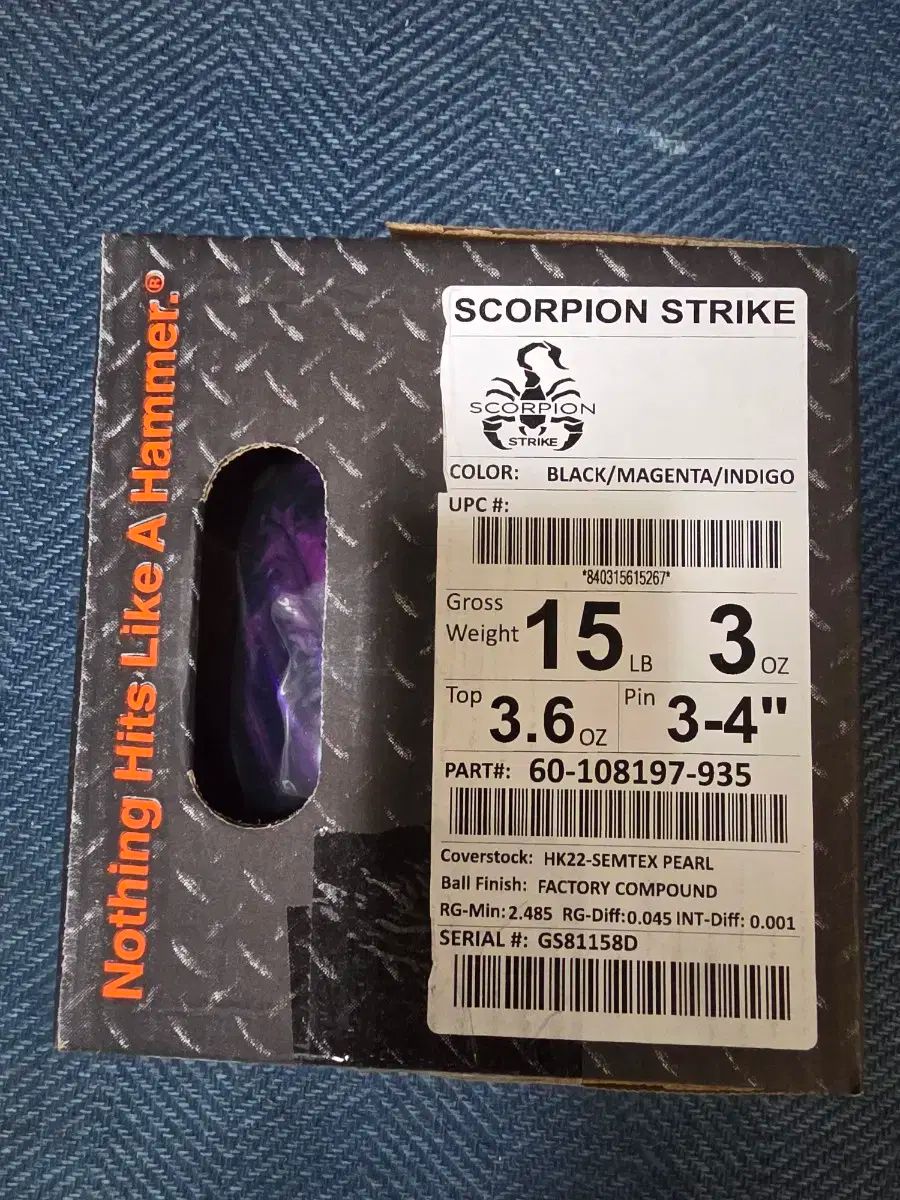 Nothing Hits Like A Hammer.®
SCORPION STRIKE
SCORPION
STRIKE
COLOR: BLACK/MAGENTA/INDIGO
UPC #:
*840315615267*
Gross Weight 15 LB 3 OZ
Top 3.6 OZ Pin 3-4"
PART#: 60-108197-935
Coverstock: HK22-SEMTEX PEARL
Ball Finish: FACTORY COMPOUND
RG-Min: 2.485 RG-Diff: 0.045 INT-Diff: 0.001
SERIAL #: GS81158D